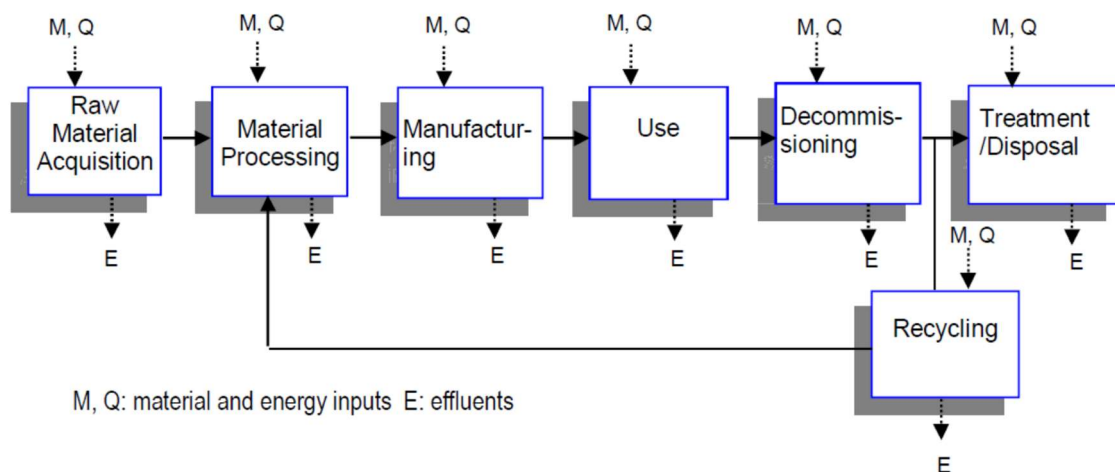 M, Q
M, Q
M, Q
M, Q
M, Q
M, Q
Raw
Material
Acquisition
Material
Processing
Manufactur-
ing
Use
Decommis-
sioning
Treatment
/Disposal
E
E
E
E
E
E
M, Q
Recycling
M, Q: material and energy inputs E: effluents
E